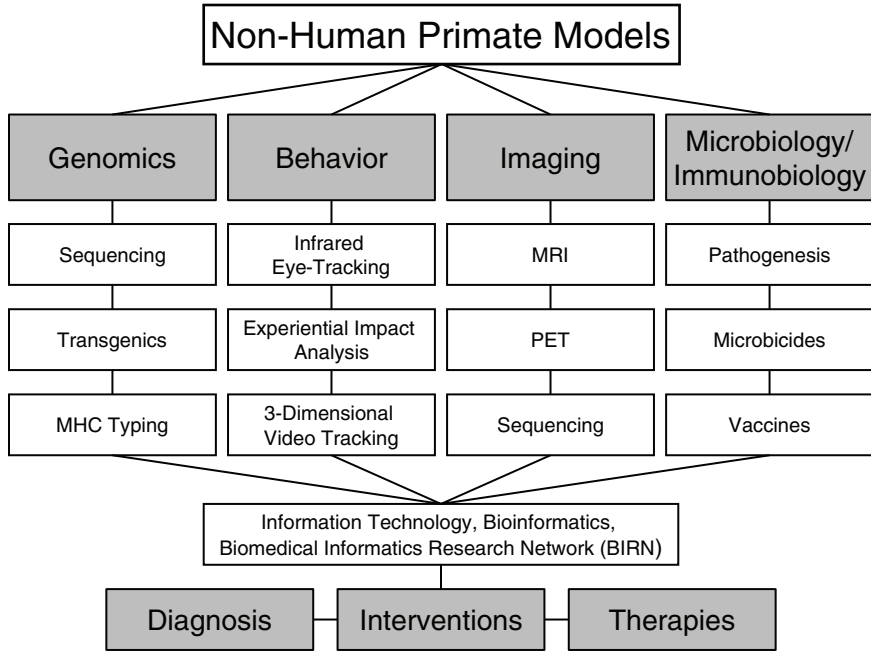 Non-Human Primate Models
Genomics
Behavior
Imaging
Microbiology/
Immunobiology
Sequencing
Infrared
Eye-Tracking
MRI
Pathogenesis
Transgenics
Experiential Impact
Analysis
PET
Microbicides
MHC Typing
3-Dimensional
Video Tracking
Sequencing
Vaccines
Information Technology, Bioinformatics,
Biomedical Informatics Research Network (BIRN)
Diagnosis
Interventions
Therapies